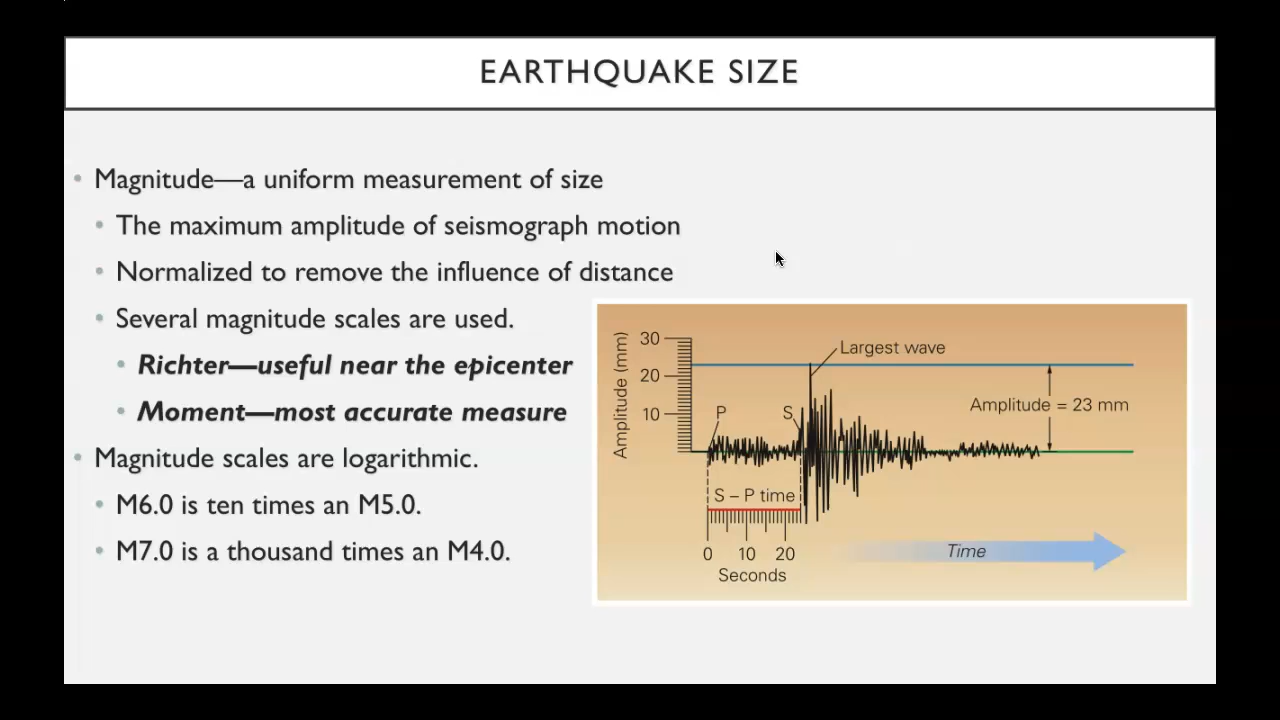 EARTHQUAKE SIZE
• Magnitude—a uniform measurement of size
• The maximum amplitude of seismograph motion
• Normalized to remove the influence of distance
• Several magnitude scales are used.
• Richter—useful near the epicenter
• Moment—most accurate measure
• Magnitude scales are logarithmic.
• M6.0 is ten times an M5.0.
• M7.0 is a thousand times an M4.0.
Amplitude (mm)
30
20
10
Largest wave
P
S
Amplitude = 23 mm
S – P time
0 10 20
Seconds
Time